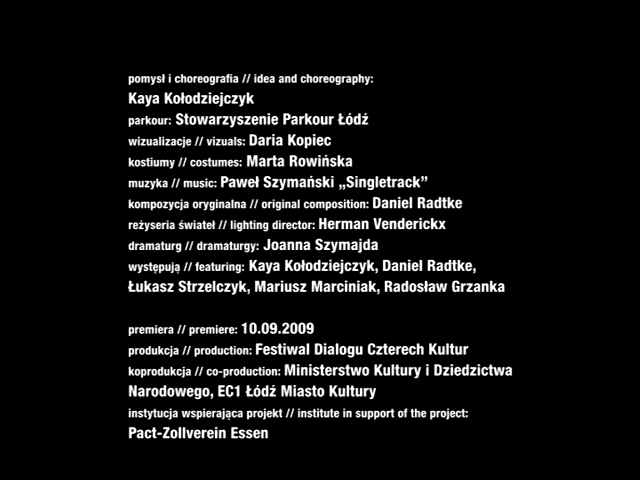 pomysł i choreografia // idea and choreography:
Kaya Kołodziejczyk
parkour: Stowarzyszenie Parkour Łódź
wizualizacje // vizuals: Daria Kopiec
kostiumy // costumes: Marta Rowińska
muzyka // music: Paweł Szymański „Singletrack”
kompozycja oryginalna // original composition: Daniel Radtke
reżyseria świateł // lighting director: Herman Venderickx
dramaturg // dramaturgy: Joanna Szymajda
występują // featuring: Kaya Kołodziejczyk, Daniel Radtke,
Łukasz Strzelczyk, Mariusz Marciniak, Radosław Grzanka
premiera // premiere: 10.09.2009
produkcja // production: Festiwal Dialogu Czterech Kultur
koprodukcja // co-production: Ministerstwo Kultury i Dziedzictwa
Narodowego, EC1 Łódź Miasto Kultury
instytucja wspierająca projekt // institute in support of the project:
Pact-Zollverein Essen